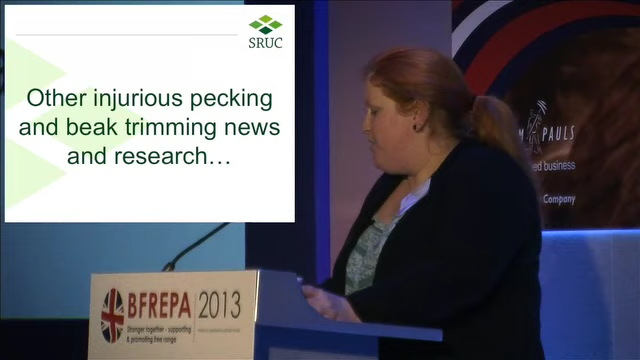 SRUC
Other injurious pecking
and beak trimming news
and research…
PAULS
ed business
Company
BFREPA 2013
Stronger together - supporting
& promoting free range